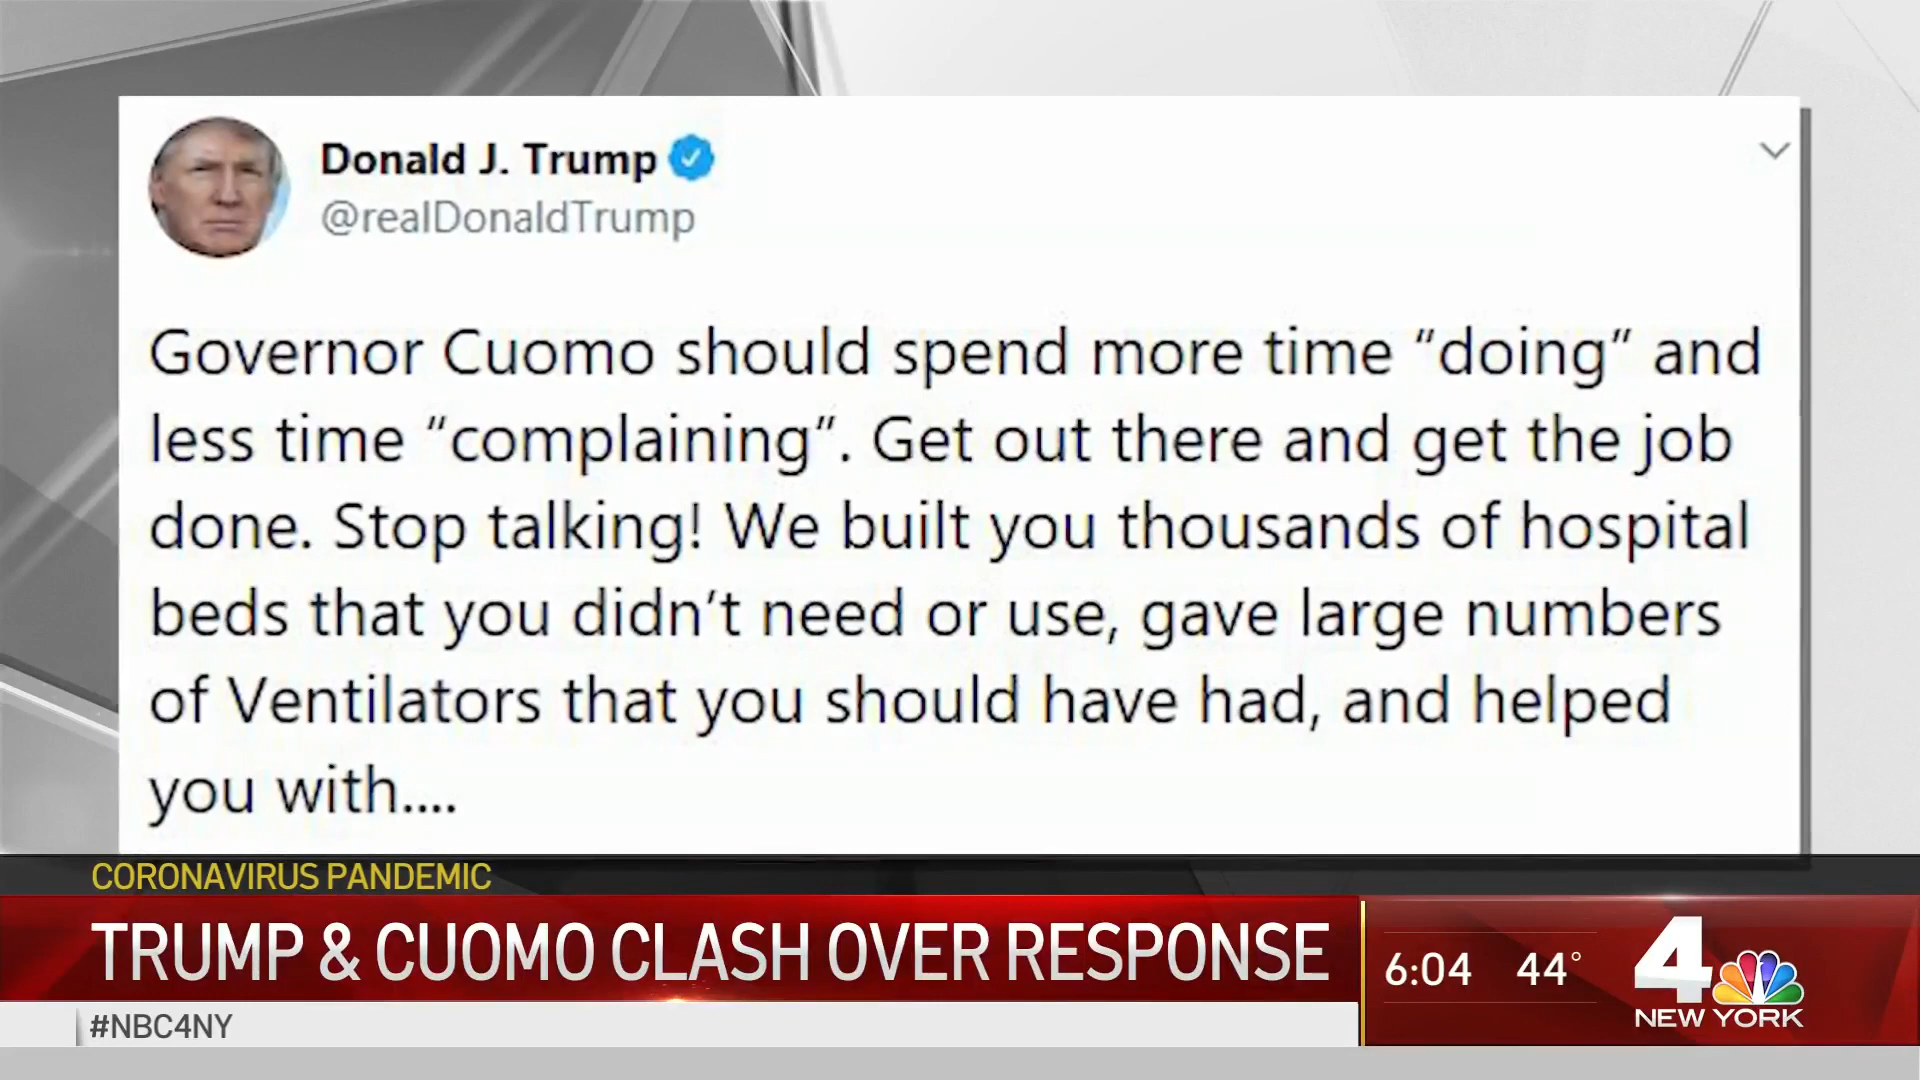 Donald J. Trump
@realDonaldTrump
Governor Cuomo should spend more time “doing” and
less time “complaining”. Get out there and get the job
done. Stop talking! We built you thousands of hospital
beds that you didn’t need or use, gave large numbers
of Ventilators that you should have had, and helped
you with....
CORONAVIRUS PANDEMIC
TRUMP & CUOMO CLASH OVER RESPONSE
6:04 44°
4
NEW YORK
#NBC4NY